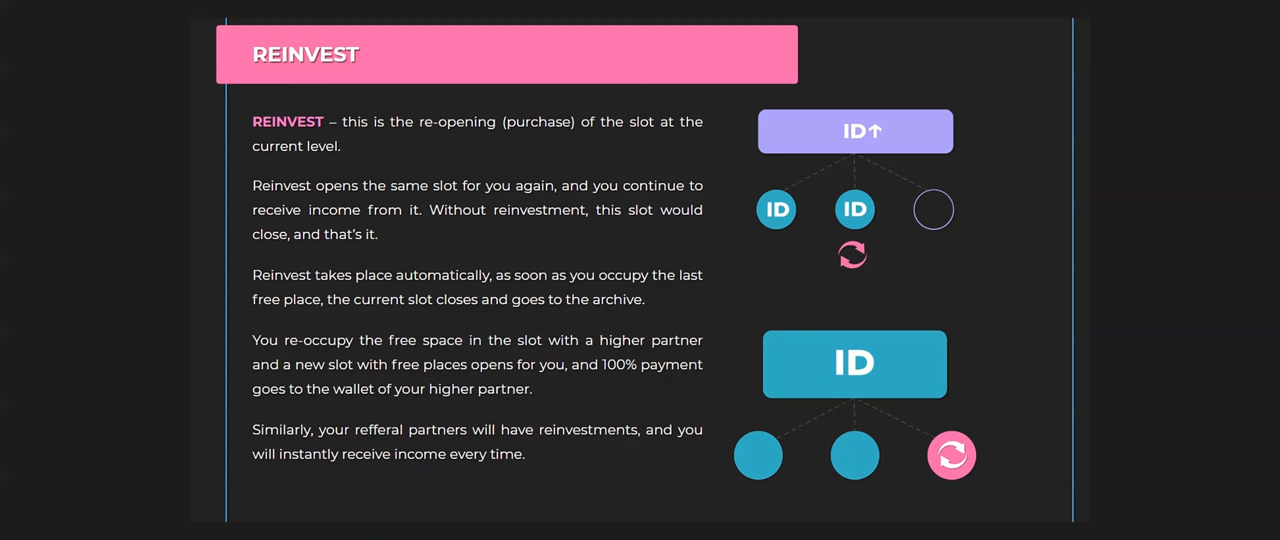 REINVEST
REINVEST – this is the re-opening (purchase) of the slot at the
current level.
Reinvest opens the same slot for you again, and you continue to
receive income from it. Without reinvestment, this slot would
close, and that's it.
Reinvest takes place automatically, as soon as you occupy the last
free place, the current slot closes and goes to the archive.
You re-occupy the free space in the slot with a higher partner
and a new slot with free places opens for you, and 100% payment
goes to the wallet of your higher partner.
Similarly, your refferal partners will have reinvestments, and you
will instantly receive income every time.
ID↑
ID ID
ID